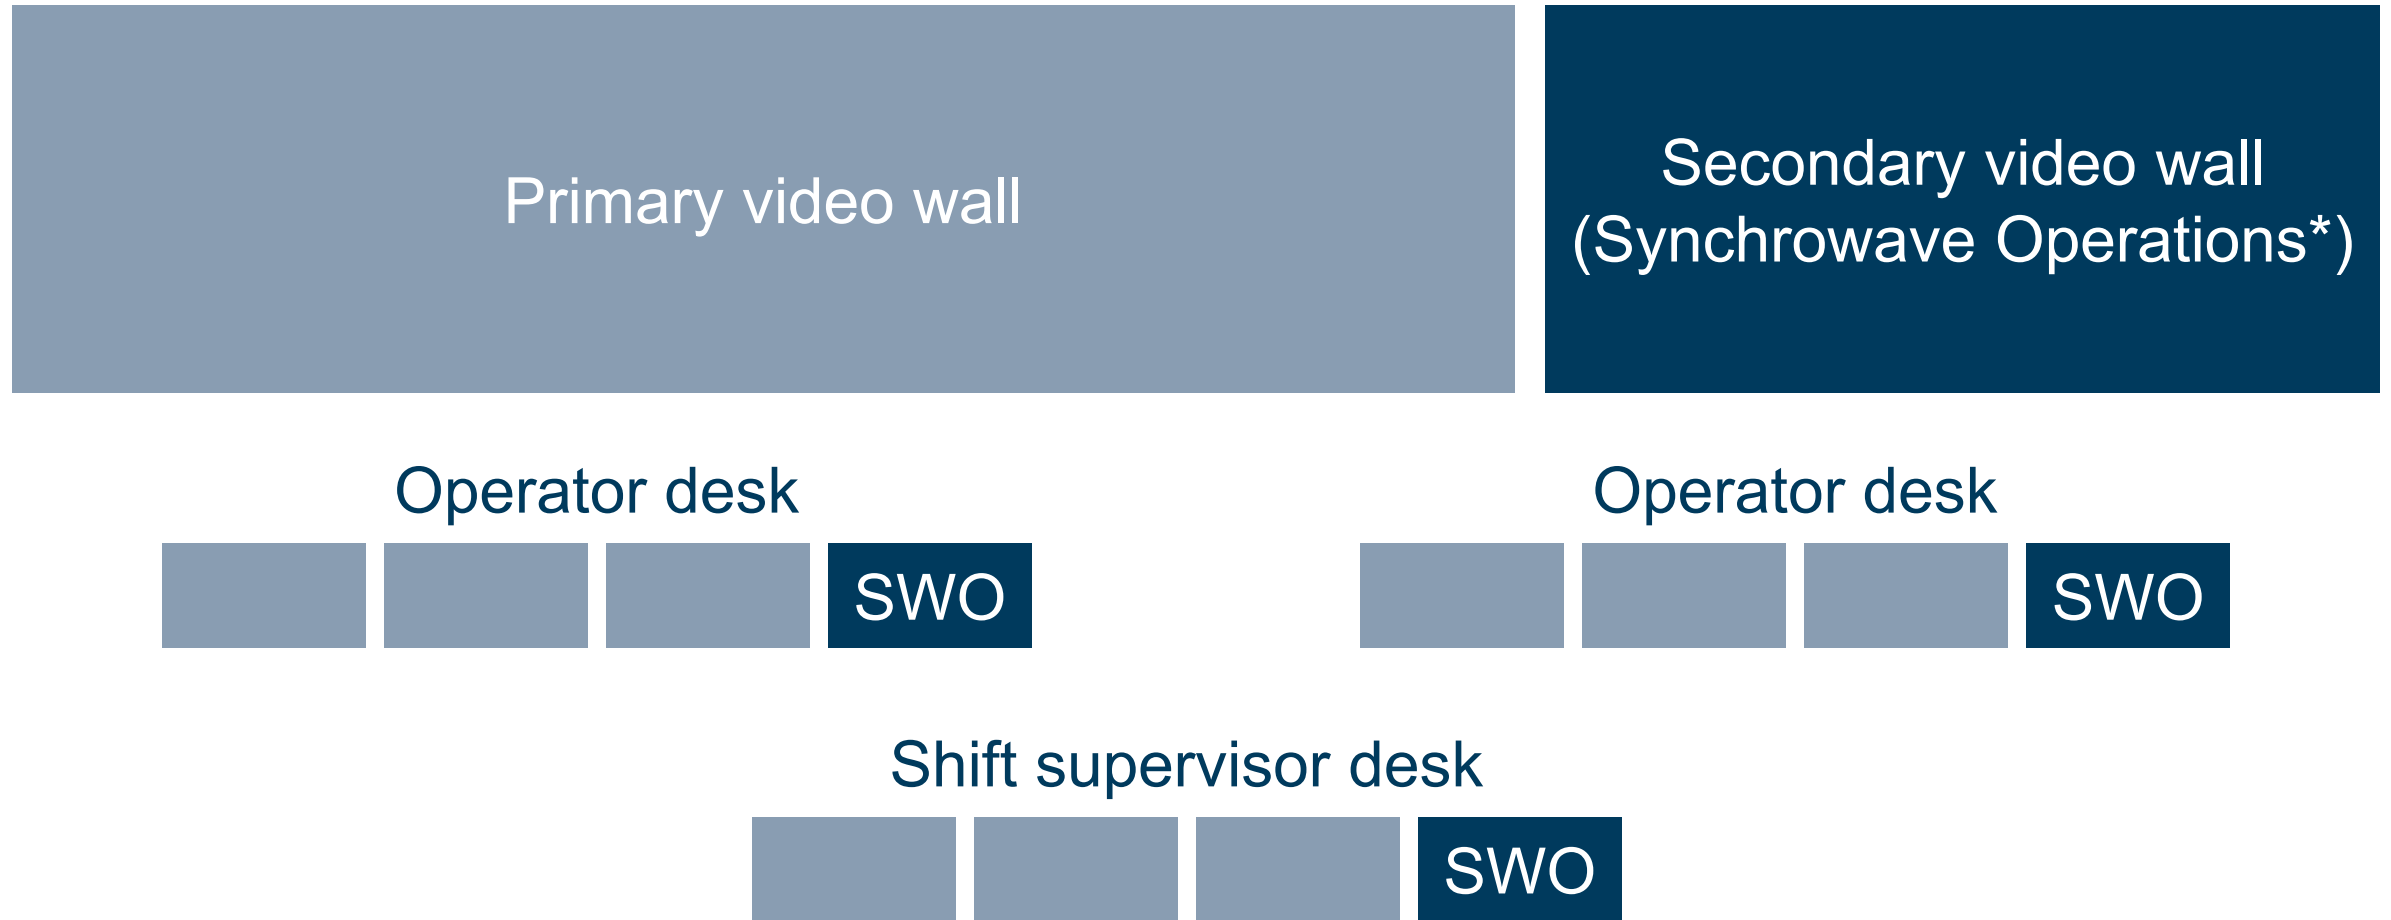 Primary video wall
Secondary video wall
(Synchrowave Operations*)
Operator desk
Operator desk
SWO
SWO
Shift supervisor desk
SWO